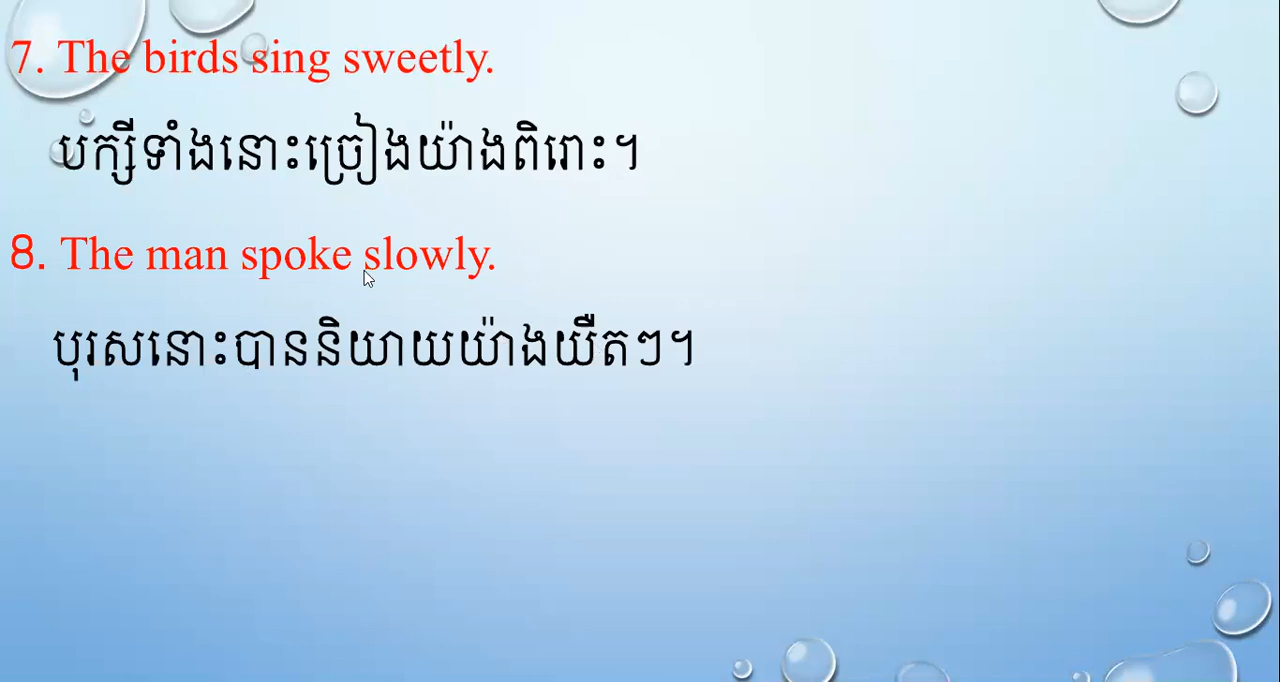 7. The birds sing sweetly.
បក្សីទាំងនោះច្រៀងយ៉ាងពិរោះ។
8. The man spoke slowly.
បុរសនោះបាននិយាយយ៉ាងយឺតៗ។